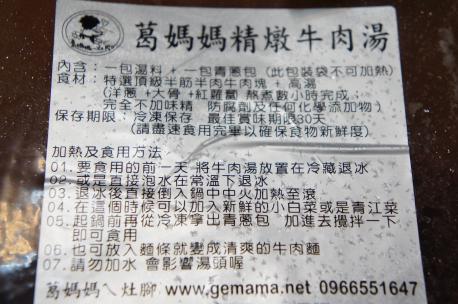 葛媽媽精燉牛肉湯
內含:一包湯料 + 一包青蔥包 (此包裝袋不可加熱)
食材:特選頂級半筋半肉牛肉塊 + 高湯
(洋蔥 +大骨 +紅蘿蔔 熬煮數小時完成;
完全不加味精 防腐劑及任何化學添加物)
保存期限:冷凍保存 最佳賞味期限30天
(請盡速食用完畢以確保食物新鮮度)
加熱及食用方法
01.要食用的前一天 將牛肉湯放置在冷藏退冰
02.或是直接泡水在常溫下退冰
03.退冰後直接倒入鍋中中火加熱至滾
04.在這個時候可以加入新鮮的小白菜或是青江菜
05.起鍋前再從冷凍拿出青蔥包 加進去攪拌一下
即可食用
06.也可放入麵條就變成清爽的牛肉麵
07.請勿加水 會影響湯頭喔
葛媽媽ㄟ灶腳 www.gemama.net 0966551647